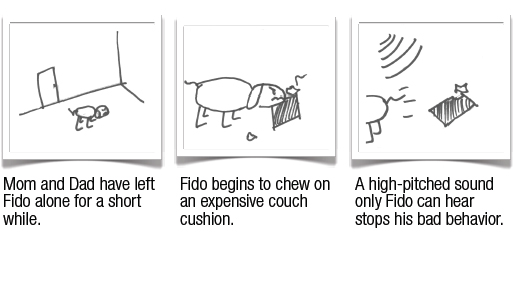 Mom and Dad have left
Fido alone for a short
while.
Fido begins to chew on
an expensive couch
cushion.
A high-pitched sound
only Fido can hear
stops his bad behavior.